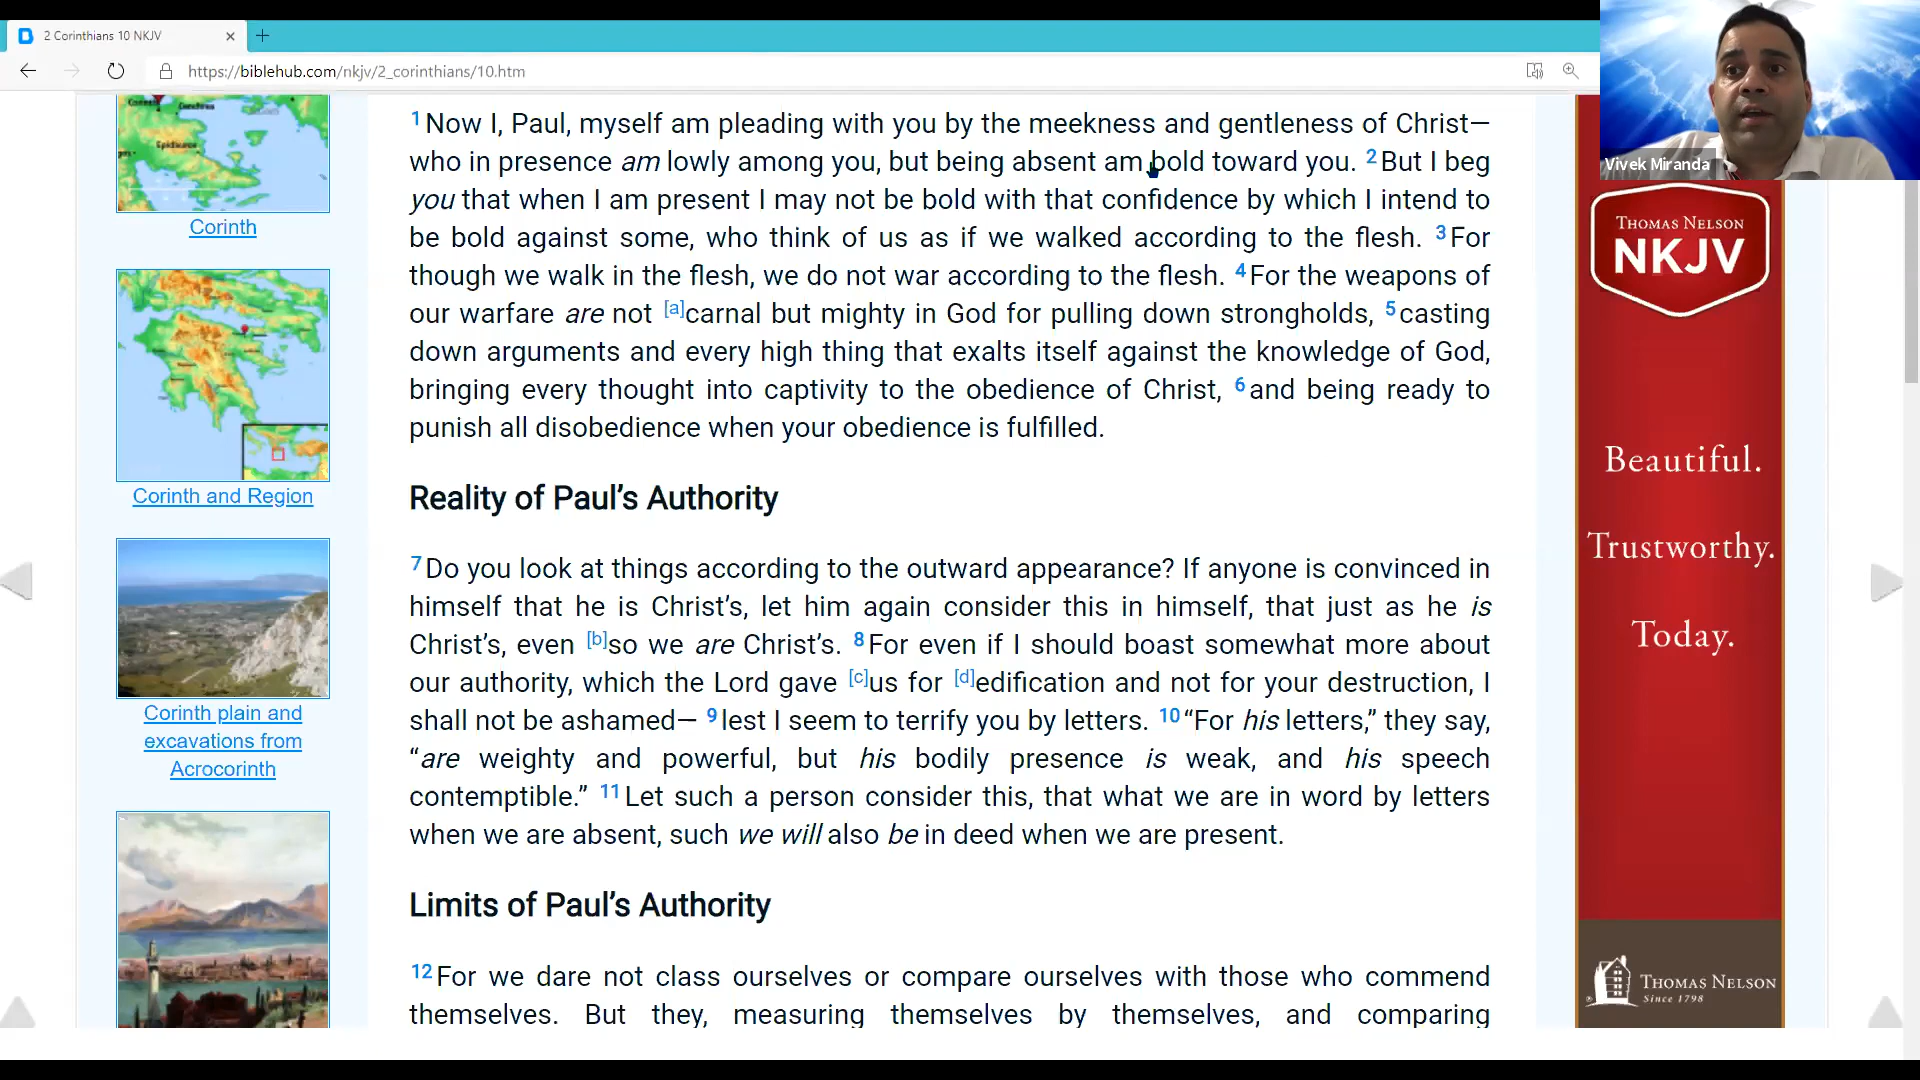 2 Corinthians 10 NKJV
https://biblehub.com/nkjv/2_corinthians/10.htm
Vivek Miranda
Corinth
Corinth and Region
Corinth plain and
excavations from
Acrocorinth
1 Now I, Paul, myself am pleading with you by the meekness and gentleness of Christ—
who in presence am lowly among you, but being absent am bold toward you. 2 But I beg
you that when I am present I may not be bold with that confidence by which I intend to
be bold against some, who think of us as if we walked according to the flesh. 3 For
though we walk in the flesh, we do not war according to the flesh. 4 For the weapons of
our warfare are not [a]carnal but mighty in God for pulling down strongholds, 5 casting
down arguments and every high thing that exalts itself against the knowledge of God,
bringing every thought into captivity to the obedience of Christ, 6 and being ready to
punish all disobedience when your obedience is fulfilled.
Reality of Paul’s Authority
7 Do you look at things according to the outward appearance? If anyone is convinced in
himself that he is Christ’s, let him again consider this in himself, that just as he is
Christ’s, even [b]so we are Christ’s. 8 For even if I should boast somewhat more about
our authority, which the Lord gave [c]us for [d]edification and not for your destruction, I
shall not be ashamed— 9 lest I seem to terrify you by letters. 10 “For his letters,” they say,
“are weighty and powerful, but his bodily presence is weak, and his speech
contemptible.” 11 Let such a person consider this, that what we are in word by letters
when we are absent, such we will also be in deed when we are present.
Limits of Paul’s Authority
12 For we dare not class ourselves or compare ourselves with those who commend
themselves. But they, measuring themselves by themselves, and comparing
THOMAS NELSON
NKJV
Beautiful.
Trustworthy.
Today.
THOMAS NELSON
Since 1798